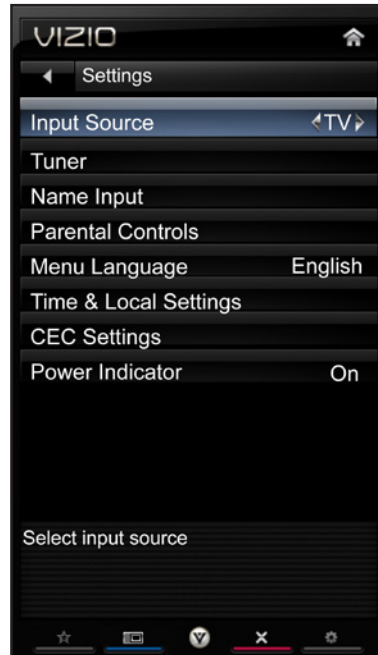 VIZIO
Settings
Input Source TV
Tuner
Name Input
Parental Controls
Menu Language English
Time & Local Settings
CEC Settings
Power Indicator On
Select input source
V